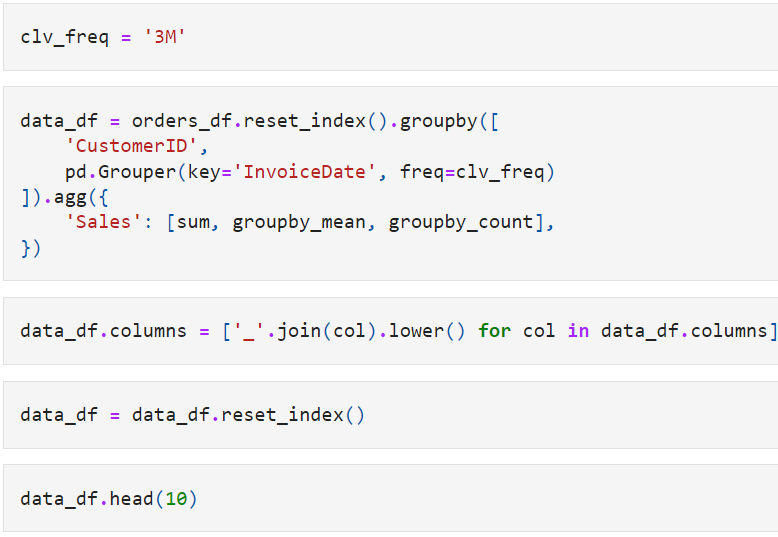 clv_freq = '3M'
data_df = orders_df.reset_index().groupby([
    'CustomerID',
    pd.Grouper(key='InvoiceDate', freq=clv_freq)
]).agg({
    'Sales': [sum, groupby_mean, groupby_count],
})
data_df.columns = ['_'.join(col).lower() for col in data_df.columns]
data_df = data_df.reset_index()
data_df.head(10)